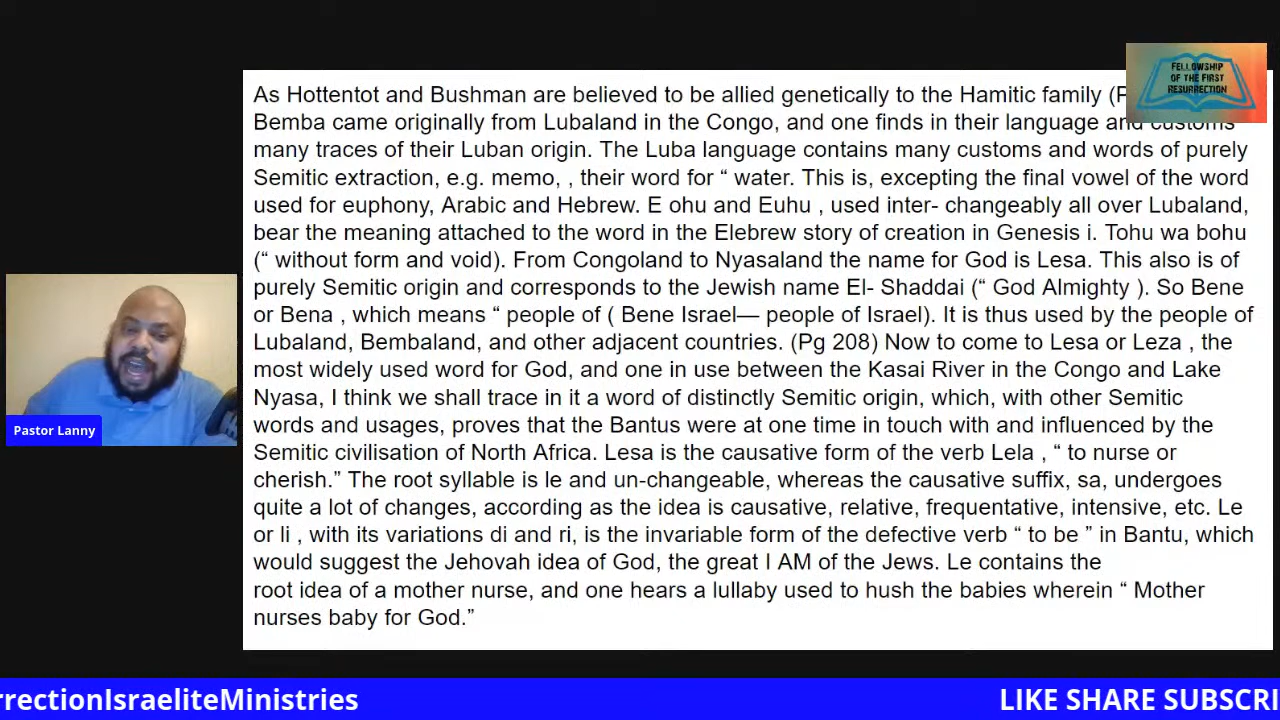 FELLOWSHIP
OF THE FIRST
RESURRECTION
As Hottentot and Bushman are believed to be allied genetically to the Hamitic family
Bemba came originally from Lubaland in the Congo, and one finds in their language and customs
many traces of their Luban origin. The Luba language contains many customs and words of purely
Semitic extraction, e.g. memo, , their word for “ water. This is, excepting the final vowel of the word
used for euphony, Arabic and Hebrew. E ohu and Euhu , used inter- changeably all over Lubaland,
bear the meaning attached to the word in the Elebrew story of creation in Genesis i. Tohu wa bohu
(“ without form and void). From Congoland to Nyasaland the name for God is Lesa. This also is of
purely Semitic origin and corresponds to the Jewish name El- Shaddai (“ God Almighty ). So Bene
or Bena , which means “ people of ( Bene Israel— people of Israel). It is thus used by the people of
Lubaland, Bembaland, and other adjacent countries. (Pg 208) Now to come to Lesa or Leza , the
most widely used word for God, and one in use between the Kasai River in the Congo and Lake
Nyasa, I think we shall trace in it a word of distinctly Semitic origin, which, with other Semitic
words and usages, proves that the Bantus were at one time in touch with and influenced by the
Semitic civilisation of North Africa. Lesa is the causative form of the verb Lela , “ to nurse or
cherish.” The root syllable is le and un-changeable, whereas the causative suffix, sa, undergoes
quite a lot of changes, according as the idea is causative, relative, frequentative, intensive, etc. Le
or li , with its variations di and ri, is the invariable form of the defective verb “ to be ” in Bantu, which
would suggest the Jehovah idea of God, the great I AM of the Jews. Le contains the
root idea of a mother nurse, and one hears a lullaby used to hush the babies wherein “ Mother
nurses baby for God.”
Pastor Lanny
rrectionIsraeliteMinistries
LIKE SHARE SUBSCRI